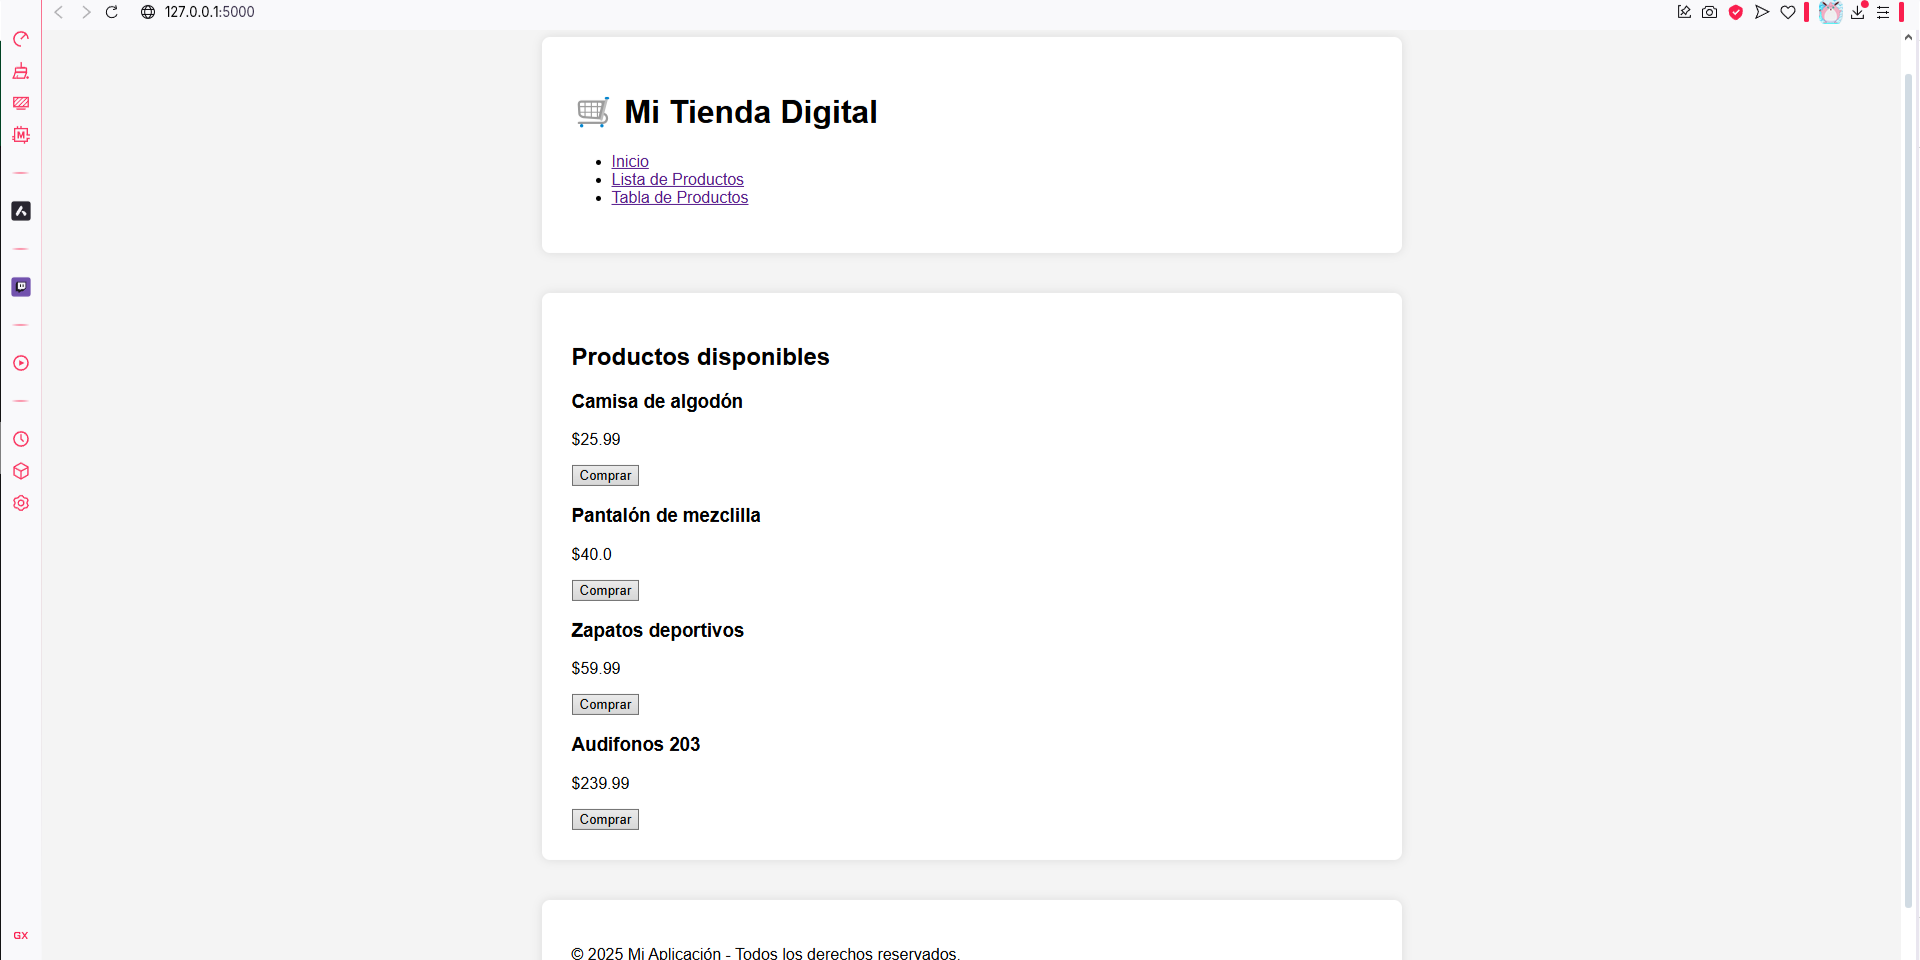 127.0.0.1:5000
Mi Tienda Digital
Inicio
Lista de Productos
Tabla de Productos
Productos disponibles
Camisa de algodón
$25.99
Comprar
Pantalón de mezclilla
$40.0
Comprar
Zapatos deportivos
$59.99
Comprar
Audifonos 203
$239.99
Comprar
GX
© 2025 Mi Aplicación - Todos los derechos reservados.